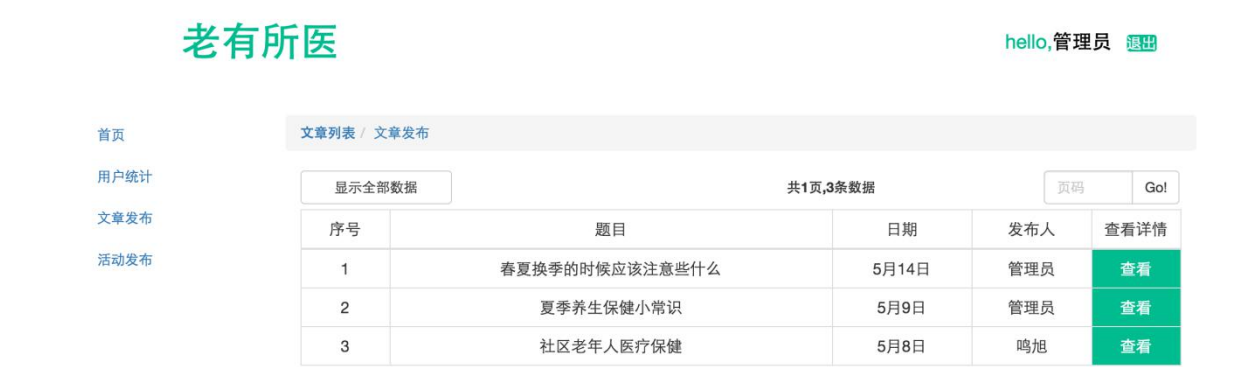 老有所医
hello,管理员 退出
首页
用户统计
文章发布
活动发布
文章列表 / 文章发布
显示全部数据 共1页,3条数据 页码 Go!
序号 题目 日期 发布人 查看详情
1 春夏换季的时候应该注意些什么 5月14日 管理员 查看
2 夏季养生保健小常识 5月9日 管理员 查看
3 社区老年人医疗保健 5月8日 鸣旭 查看